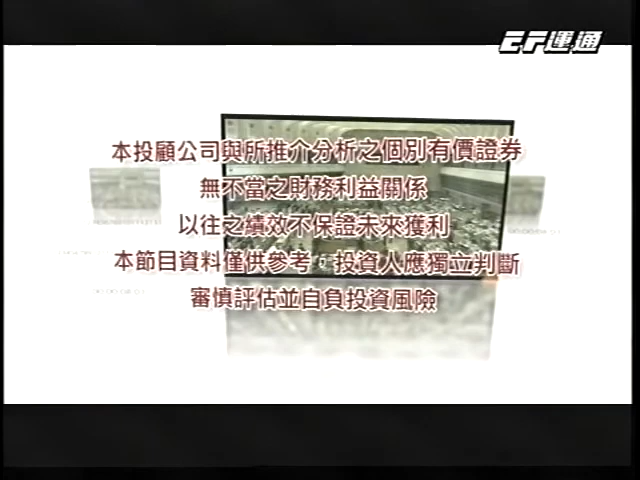 EF運通
本投顧公司與所推介分析之個別有價證券
無不當之財務利益關係
以往之績效不保證未來獲利
本節目資料僅供參考,投資人應獨立判斷
審慎評估並自負投資風險